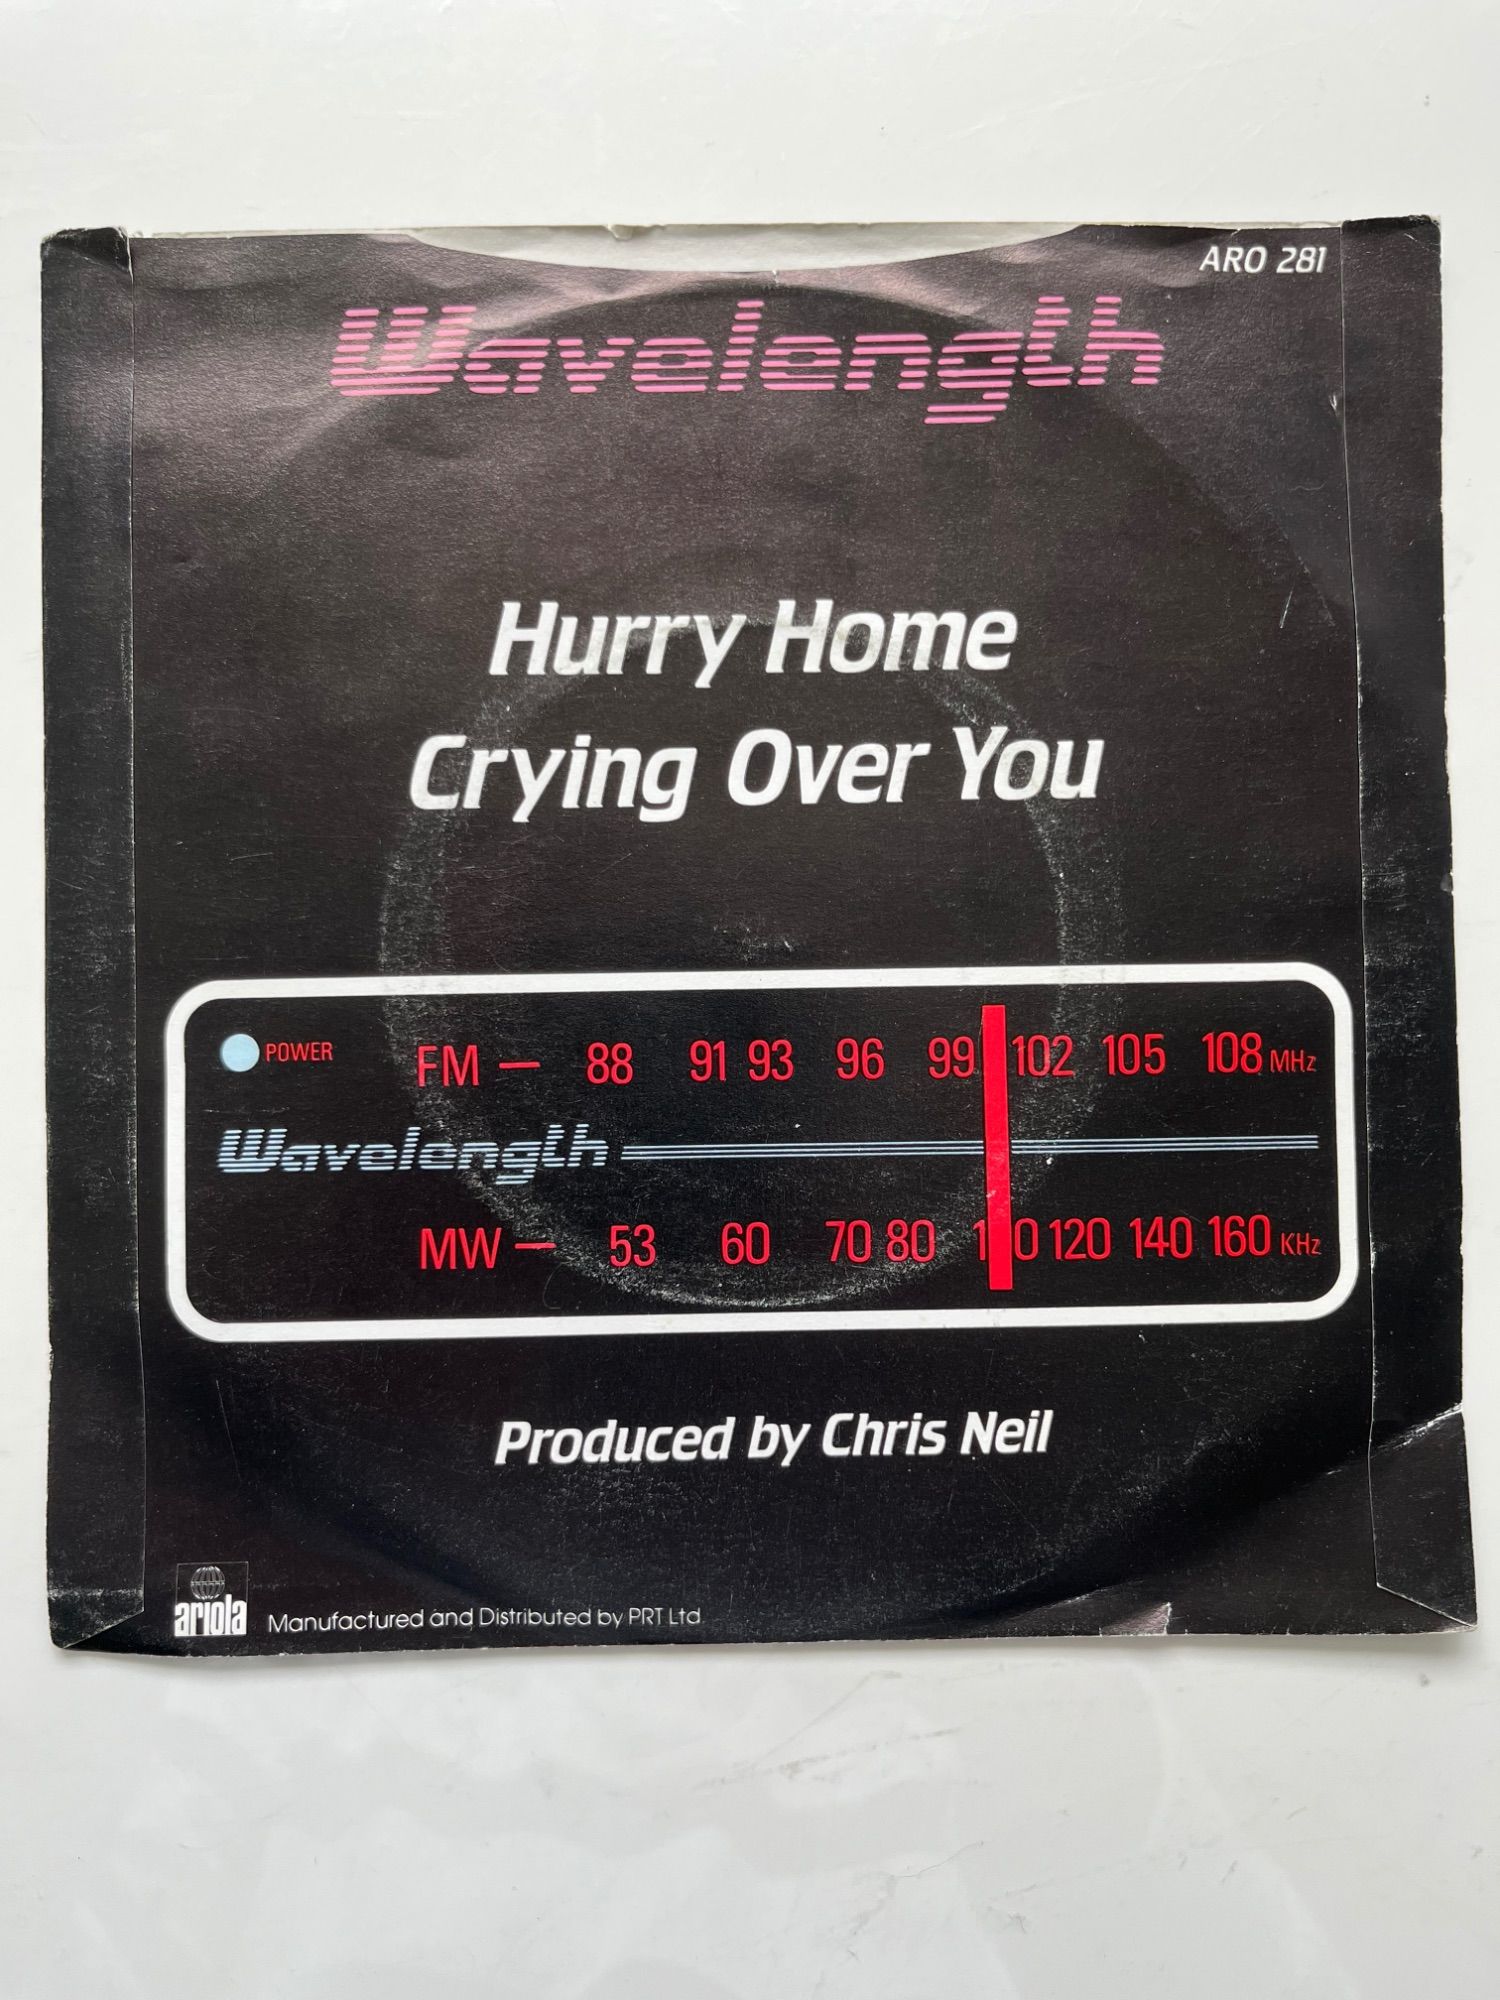 ARO 281
Wavelength
Hurry Home
Crying Over You
POWER FM — 88 91 93 96 99 102 105 108 MHz
Wavelength
MW — 53 60 70 80 100 120 140 160 KHz
Produced by Chris Neil
ariola Manufactured and Distributed by PRT Ltd.